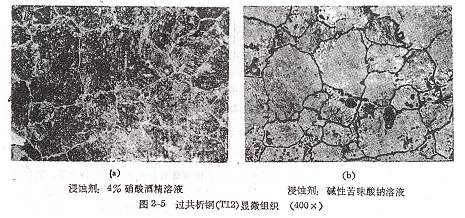 (a)
(b)
浸蚀剂: 4% 硝酸酒精溶液
浸蚀剂: 碱性苦味酸钠溶液
图 2-5 过共析钢(T12)显微组织 (400×)